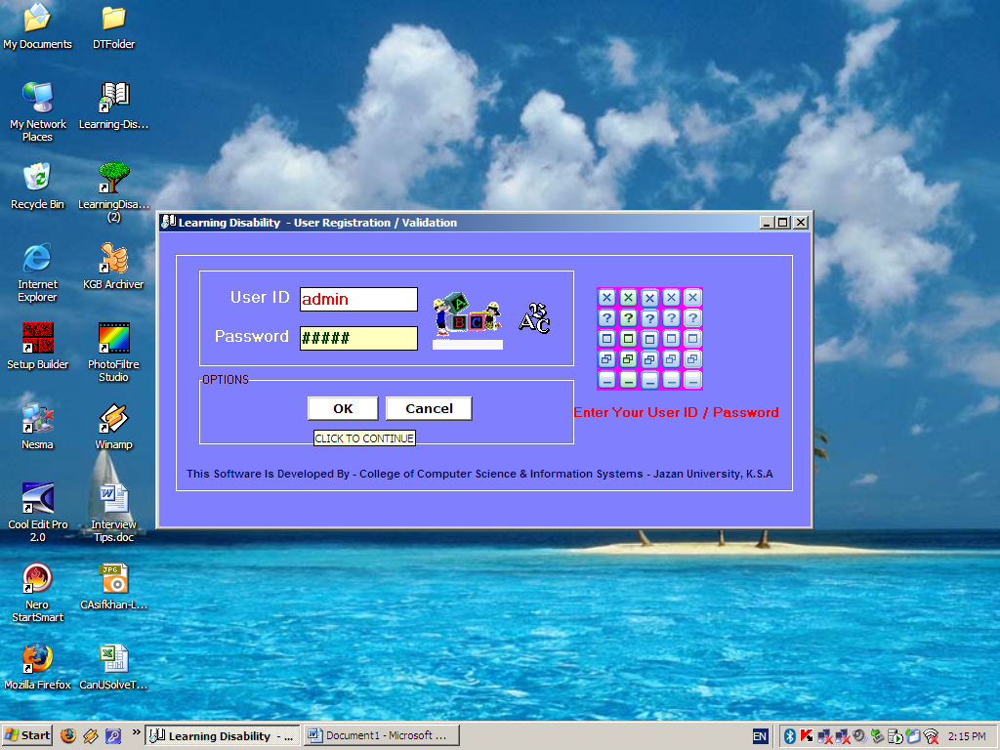 My Documents
DTFolder
My Network
Places
Learning-Dis...
Recycle Bin
LearningDisa...
(2)
Internet
Explorer
KGB Archiver
Setup Builder
PhotoFiltre
Studio
Nesma
Winamp
Cool Edit Pro
2.0
Interview
Tips.doc
Nero
StartSmart
CAsifkhan-L...
Mozilla Firefox
CanUSolveT...
Learning Disability - User Registration / Validation
User ID
admin
Password
#####
A
B C
B
A C
OPTIONS
OK
Cancel
CLICK TO CONTINUE
Enter Your User ID / Password
This Software Is Developed By - College of Computer Science & Information Systems - Jazan University, K.S.A
JPG
Start
»
Learning Disability - ...
Document1 - Microsoft ...
EN
2:15 PM